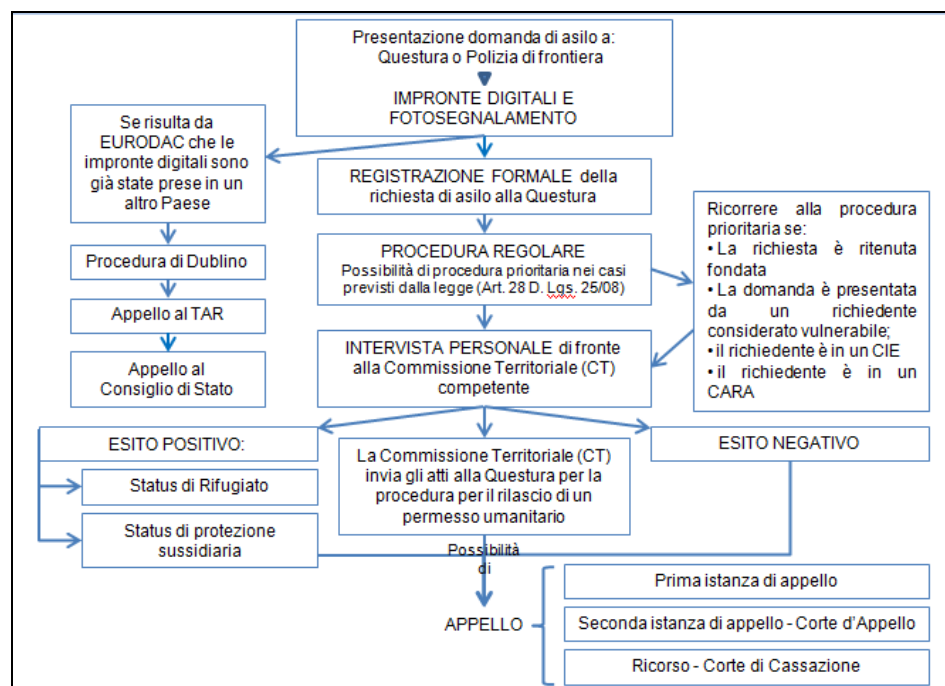 Presentazione domanda di asilo a:
Questura o Polizia di frontiera
IMPRONTE DIGITALI E
FOTOSEGNALAMENTO
Se risulta da
EURODAC che le
impronte digitali sono
già state prese in un
altro Paese
Procedura di Dublino
Appello al TAR
Appello al
Consiglio di Stato
REGISTRAZIONE FORMALE della
richiesta di asilo alla Questura
PROCEDURA REGOLARE
Possibilità di procedura prioritaria nei casi
previsti dalla legge (Art. 28 D. Lgs. 25/08)
Ricorrere alla procedura
prioritaria se:
• La richiesta è ritenuta
fondata
• La domanda è presentata
da un richiedente
considerato vulnerabile;
• il richiedente è in un CIE
• il richiedente è in un
CARA
INTERVISTA PERSONALE di fronte
alla Commissione Territoriale (CT)
competente
ESITO POSITIVO:
Status di Rifugiato
Status di protezione
sussidiaria
La Commissione Territoriale (CT)
invia gli atti alla Questura per la
procedura per il rilascio di un
permesso umanitario
ESITO NEGATIVO
Possibilità
di
APPELLO
Prima istanza di appello
Seconda istanza di appello - Corte d'Appello
Ricorso - Corte di Cassazione